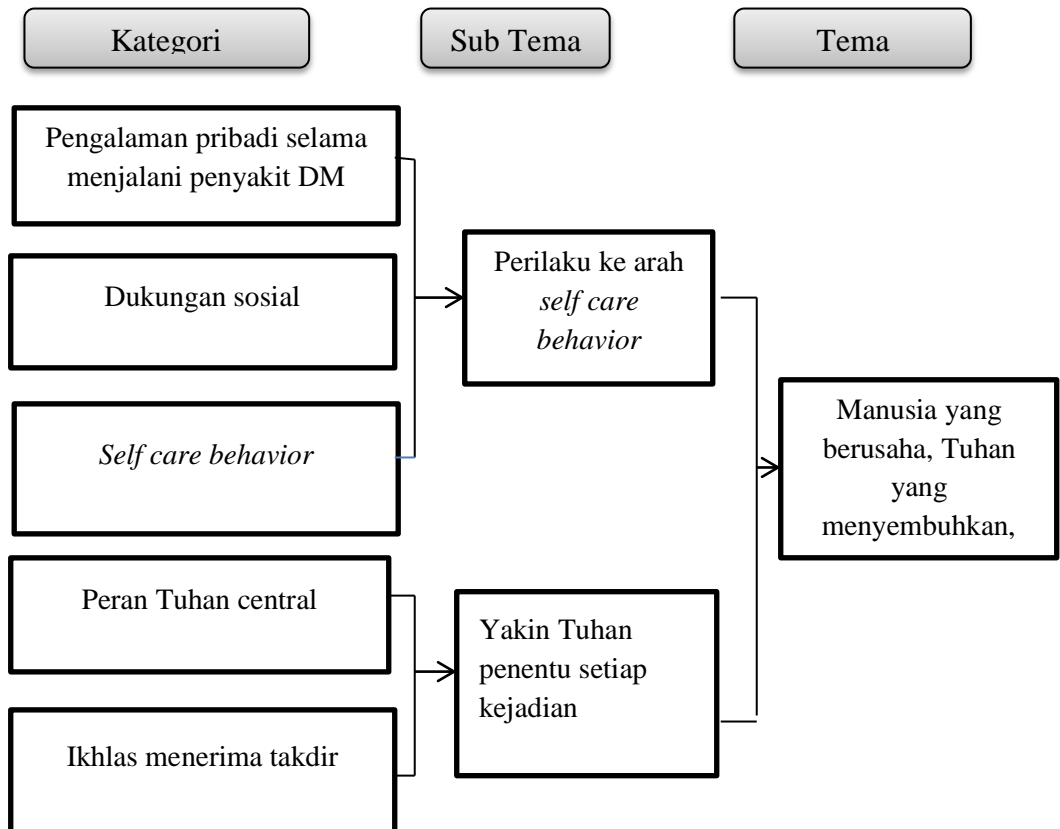 Kategori
Sub Tema
Tema
Pengalaman pribadi selama
menjalani penyakit DM
Dukungan sosial
Self care behavior
Peran Tuhan central
Ikhlas menerima takdir
Perilaku ke arah
self care
behavior
Yakin Tuhan
penentu setiap
kejadian
Manusia yang
berusaha, Tuhan
yang
menyembuhkan,